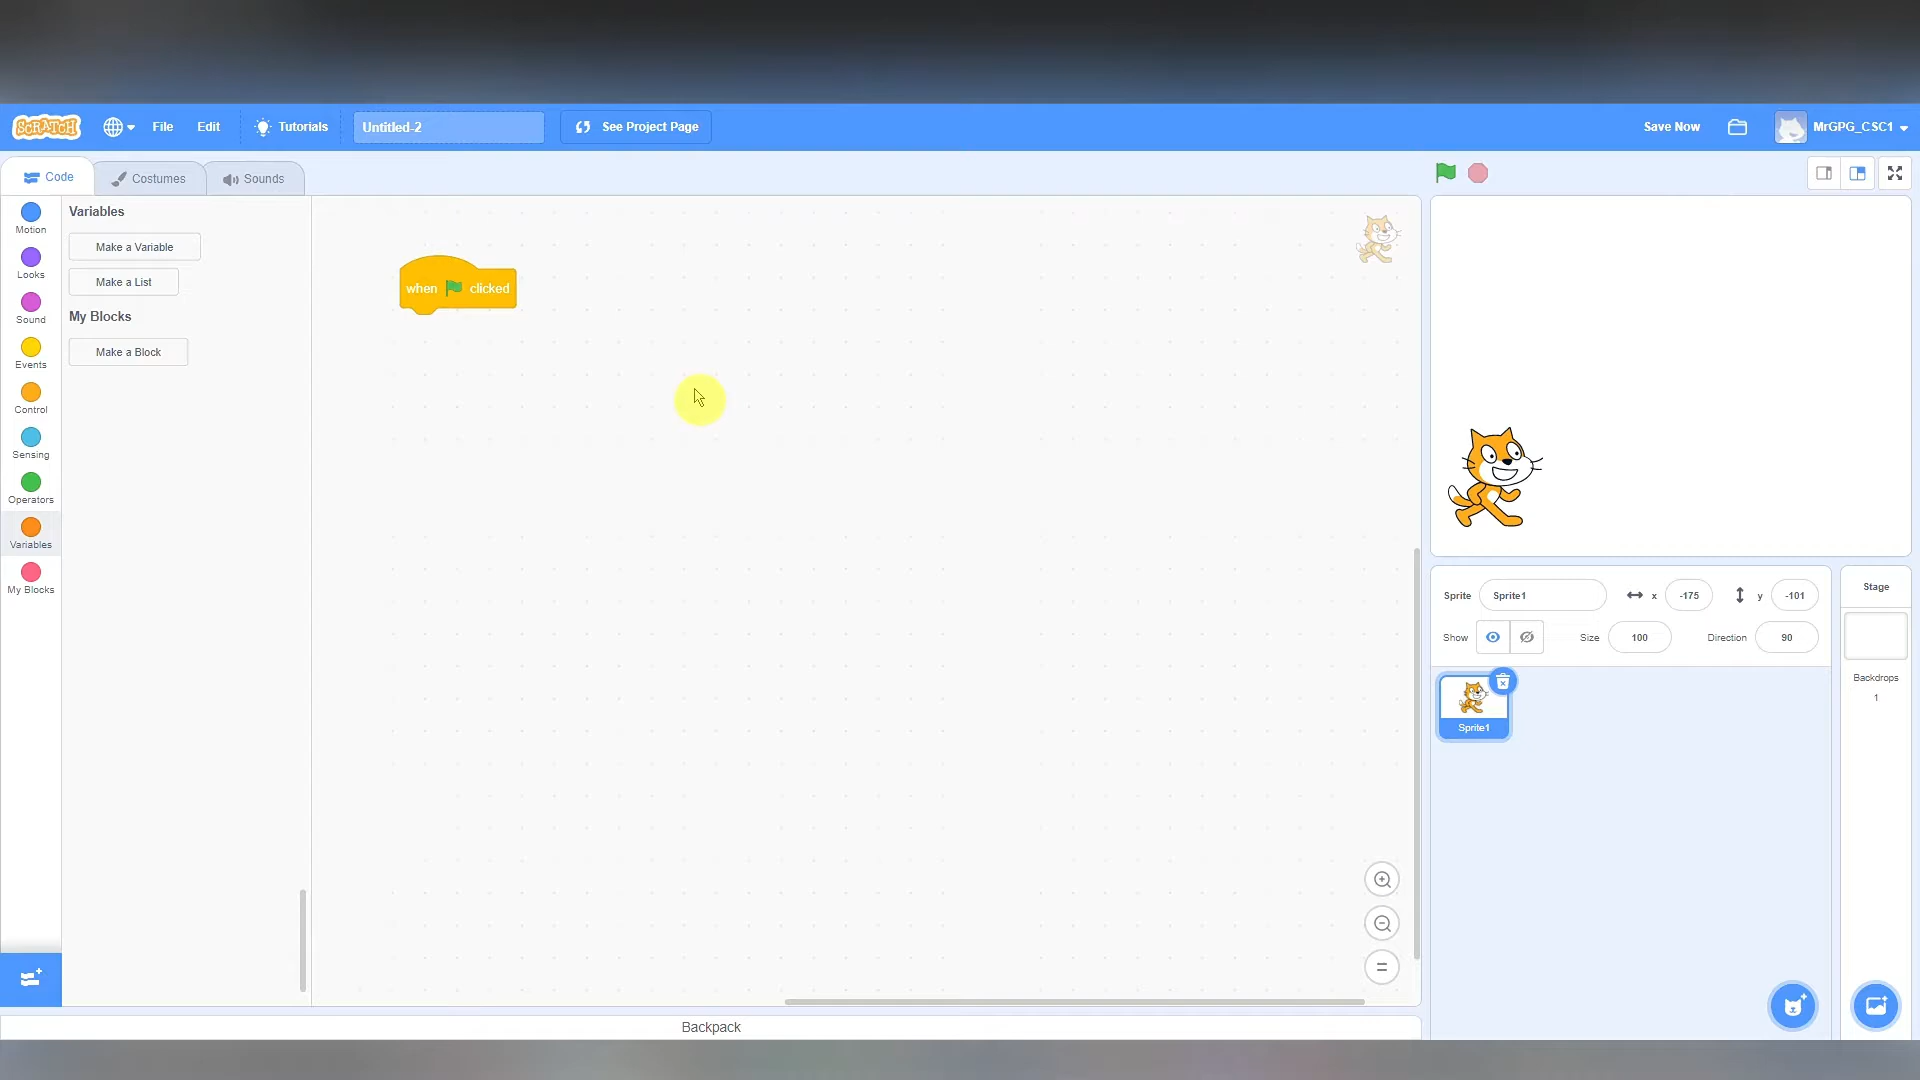 SCRATCH
File
Edit
Tutorials
Untitled-2
See Project Page
Save Now
MrGPG_CSC1
Code
Costumes
Sounds
Motion
Looks
Sound
Events
Control
Sensing
Operators
Variables
My Blocks
Variables
Make a Variable
Make a List
My Blocks
Make a Block
when clicked
Sprite
Sprite1
x
-175
y
-101
Show
Size
100
Direction
90
Sprite1
Stage
Backdrops
1
Backpack